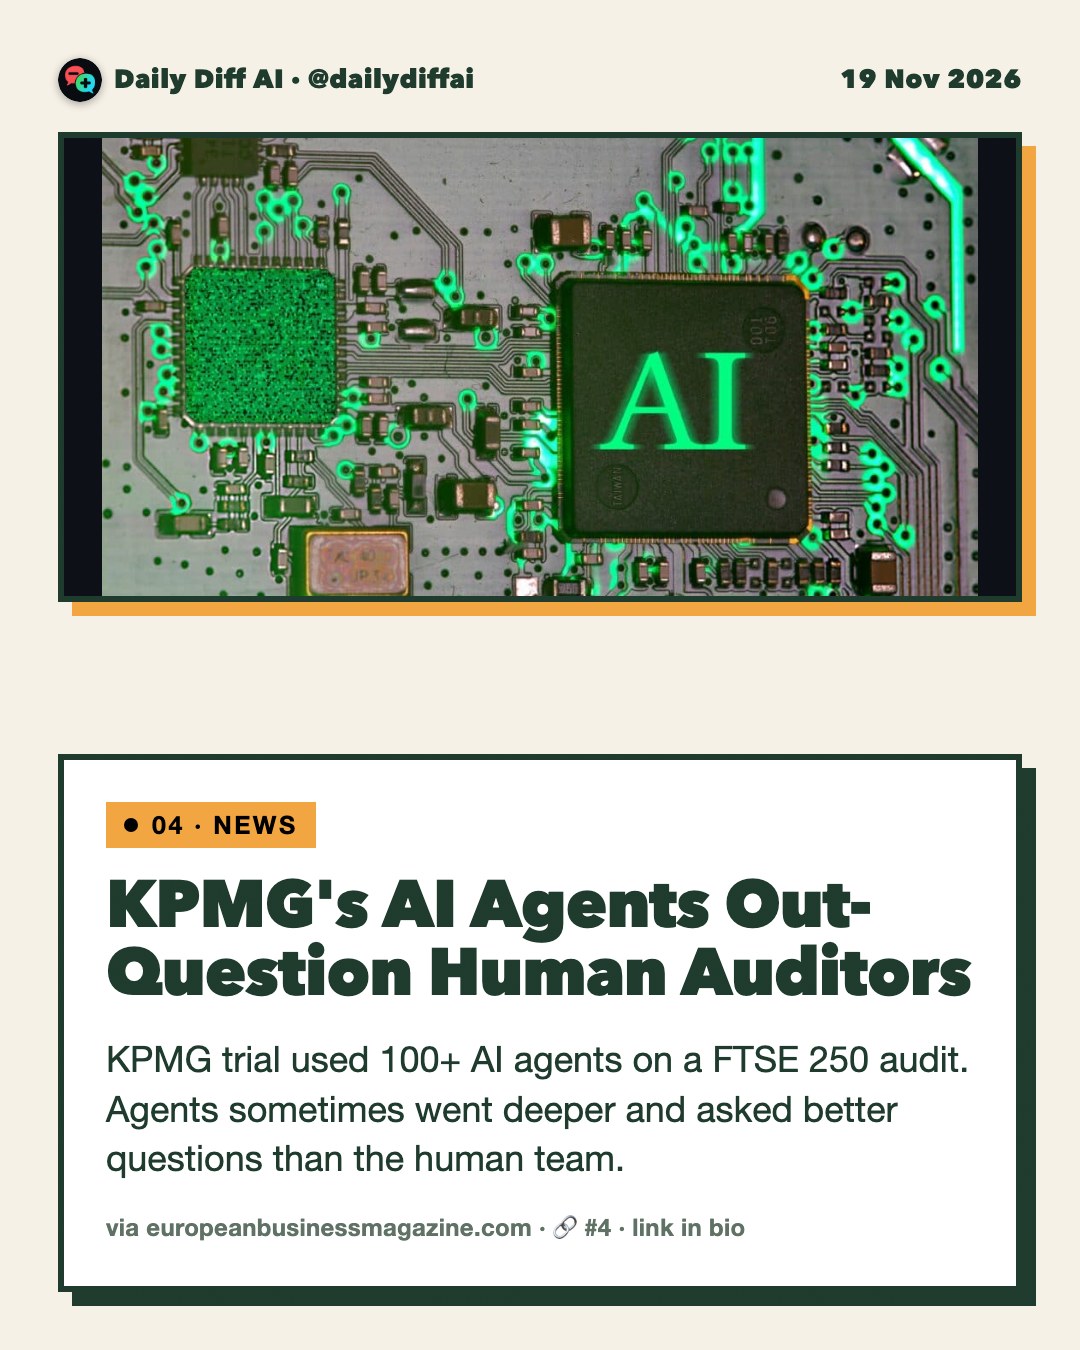 Daily Diff AI · @dailydiffai
19 Nov 2026
AI
TAIWAN
● 04 · NEWS
KPMG's AI Agents Out-
Question Human Auditors
KPMG trial used 100+ AI agents on a FTSE 250 audit.
Agents sometimes went deeper and asked better
questions than the human team.
via europeanbusinessmagazine.com · 🔗 #4 · link in bio